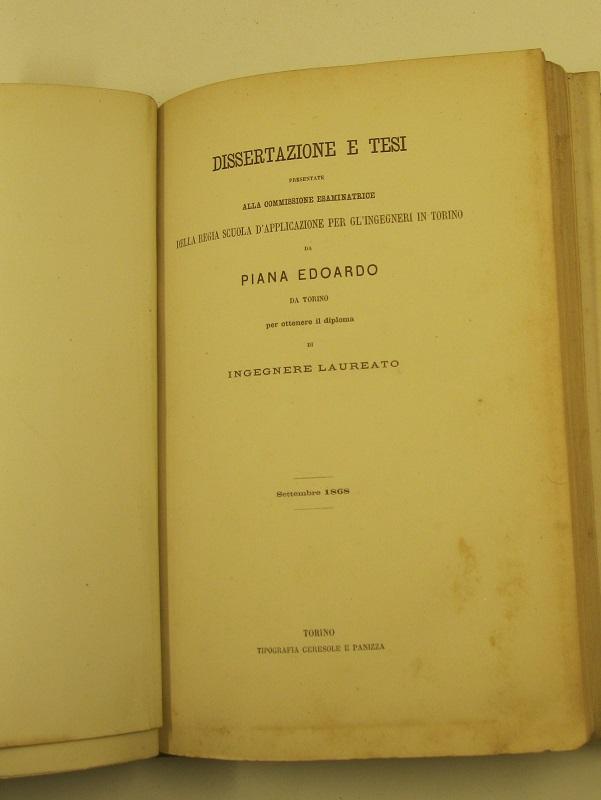 DISSERTAZIONE E TESI
PRESENTATE
ALLA COMMISSIONE ESAMINATRICE
DELLA REGIA SCUOLA D'APPLICAZIONE PER GL'INGEGNERI IN TORINO
DA
PIANA EDOARDO
DA TORINO
per ottenere il diploma
DI
INGEGNERE LAUREATO
Settembre 1868
TORINO
TIPOGRAFIA CERESOLE E PANIZZA